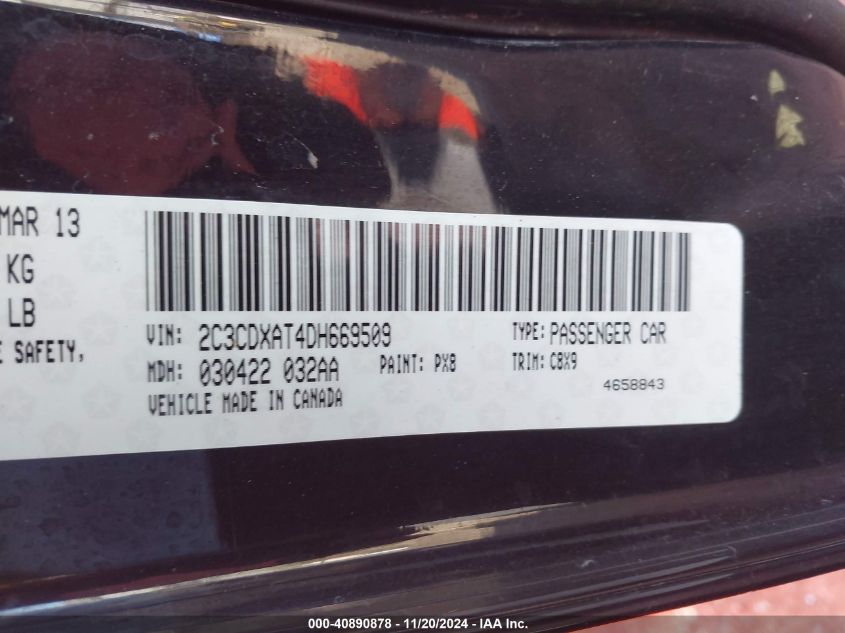 MAR 13
KG
LB
E SAFETY,
VIN: 2C3CDXAT4DH669509 TYPE: PASSENGER CAR
MDH: 030422 032AA PAINT: PX8 TRIM: C8X9
VEHICLE MADE IN CANADA 4658843
000-40890878 - 11/20/2024 - IAA Inc.